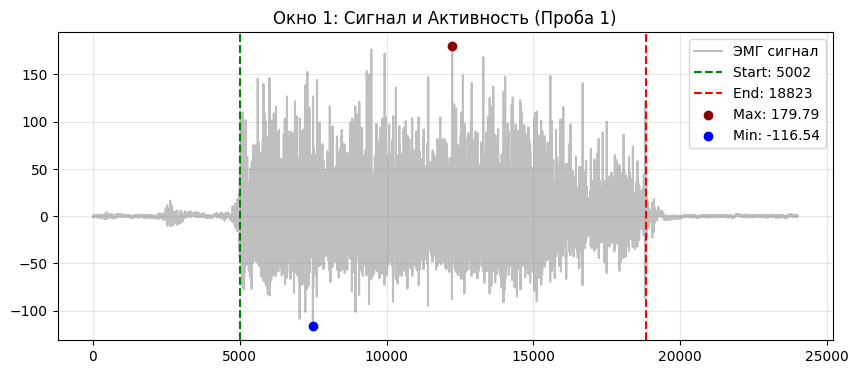 Окно 1: Сигнал и Активность (Проба 1)
ЭМГ сигнал
Start: 5002
End: 18823
Max: 179.79
Min: -116.54
150
100
50
0
−50
−100
0 5000 10000 15000 20000 25000